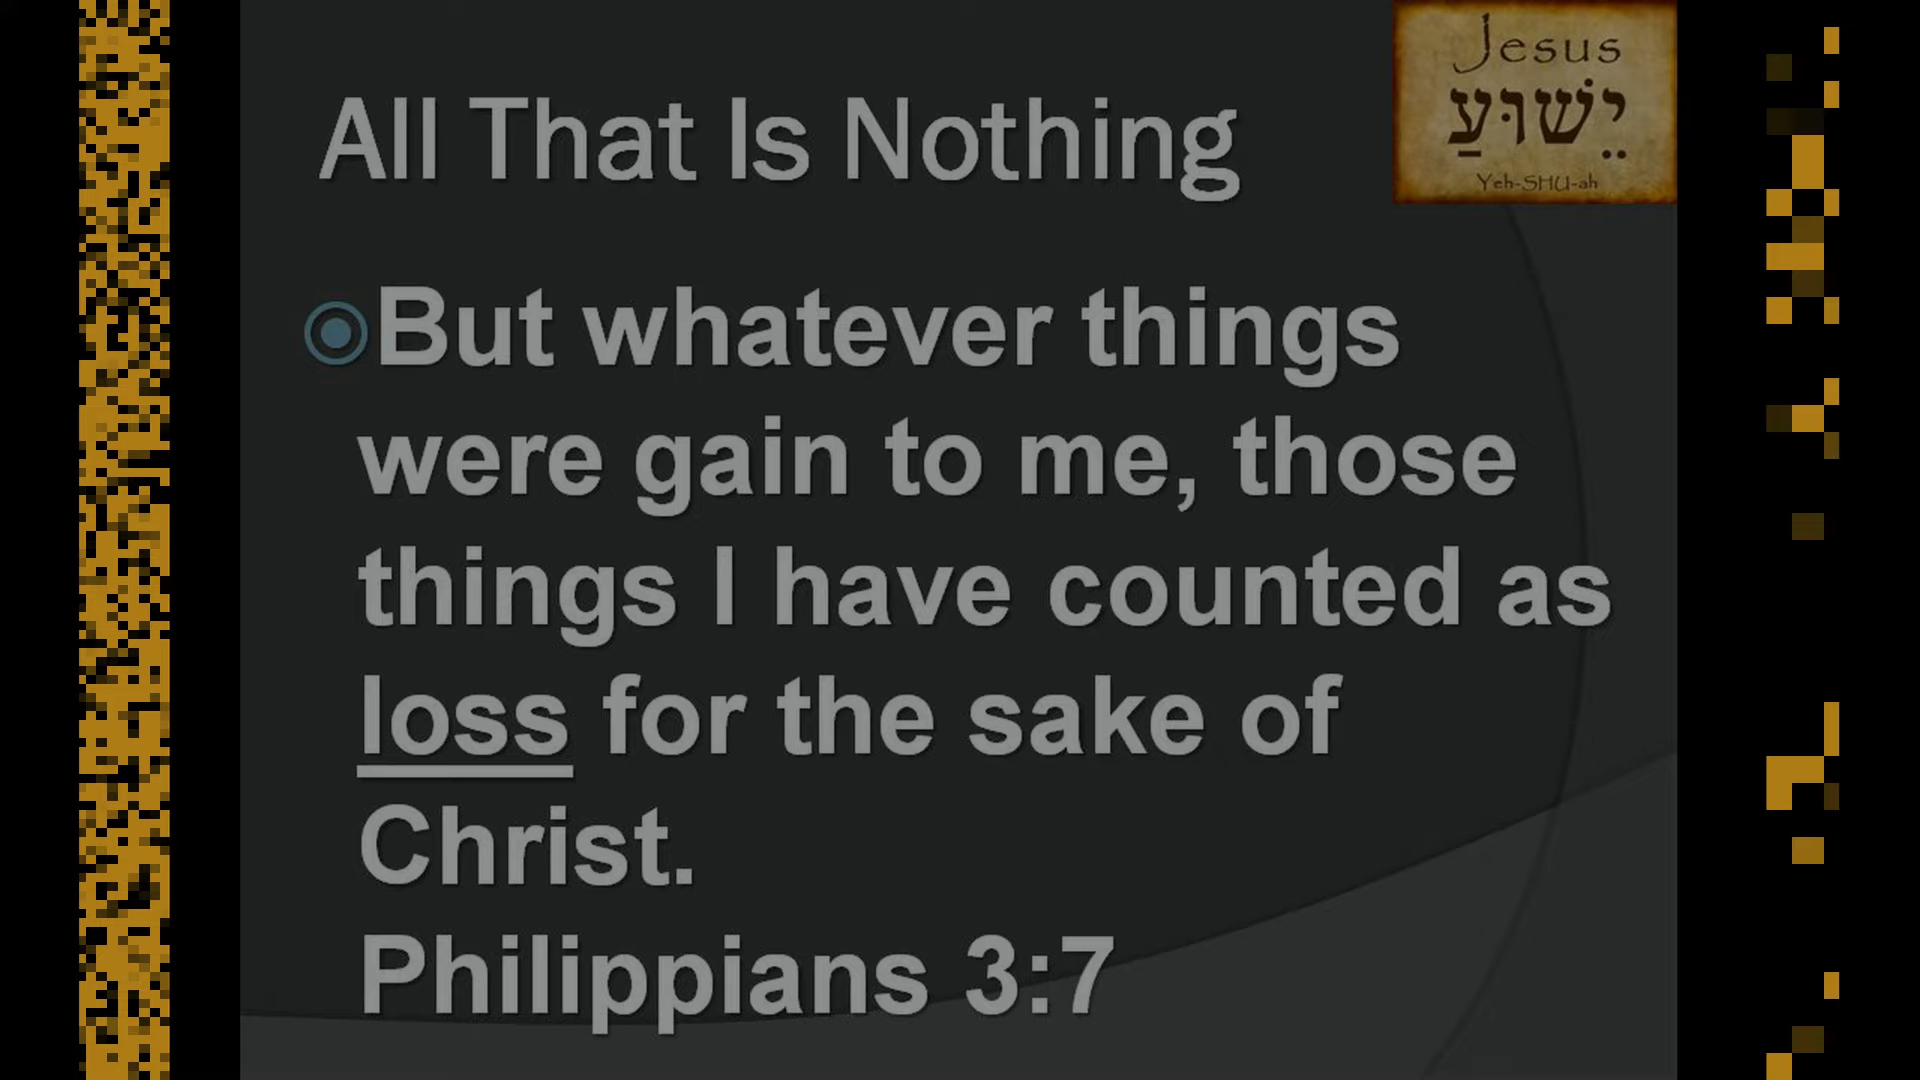 All That Is Nothing
Jesus
יֵשׁוּעַ
Yeh-SHU-ah
But whatever things
were gain to me, those
things I have counted as
loss for the sake of
Christ.
Philippians 3:7